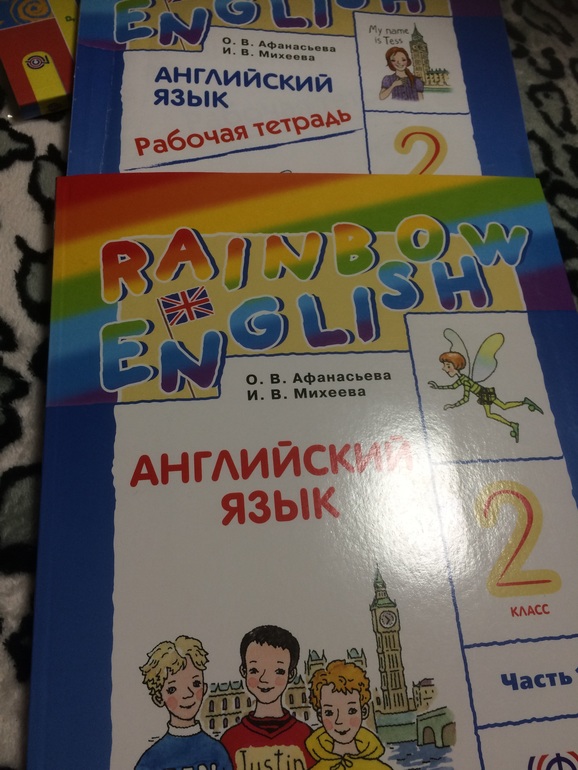 ENGLISH
О. В. Афанасьева
И. В. Михеева
АНГЛИЙСКИЙ
ЯЗЫК
Рабочая тетрадь
My name
is Tess
2
RAINBOW
ENGLISH
О. В. Афанасьева
И. В. Михеева
АНГЛИЙСКИЙ
ЯЗЫК
2
КЛАСС
Часть
Justin